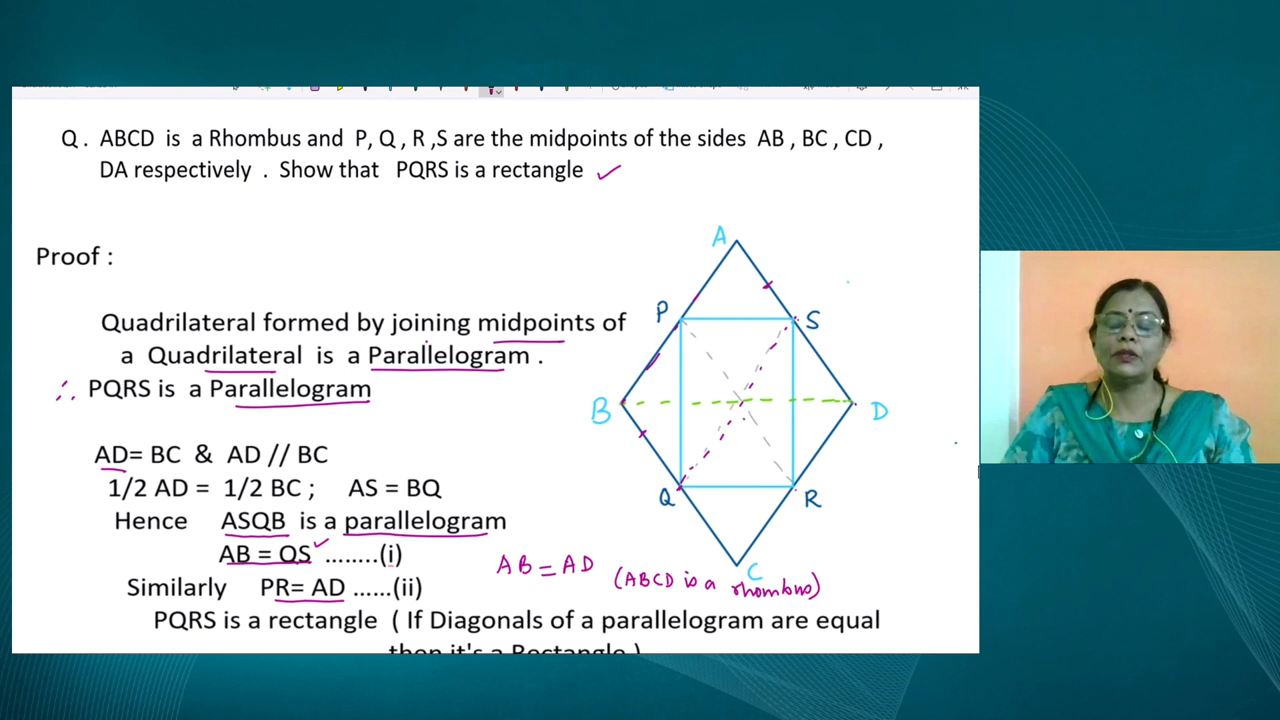 Q . ABCD is a Rhombus and P, Q , R ,S are the midpoints of the sides AB , BC , CD ,
DA respectively . Show that PQRS is a rectangle ✓
Proof :
Quadrilateral formed by joining midpoints of
a Quadrilateral is a Parallelogram .
∴ PQRS is a Parallelogram
AD= BC & AD // BC
1/2 AD = 1/2 BC ; AS = BQ
Hence ASQB is a parallelogram
AB = QS ✓ ........(i)
Similarly PR= AD ......(ii)
PQRS is a rectangle ( If Diagonals of a parallelogram are equal
then it's a Rectangle )
A
P
S
B
D
Q
R
C
AB = AD (ABCD is a rhombus)